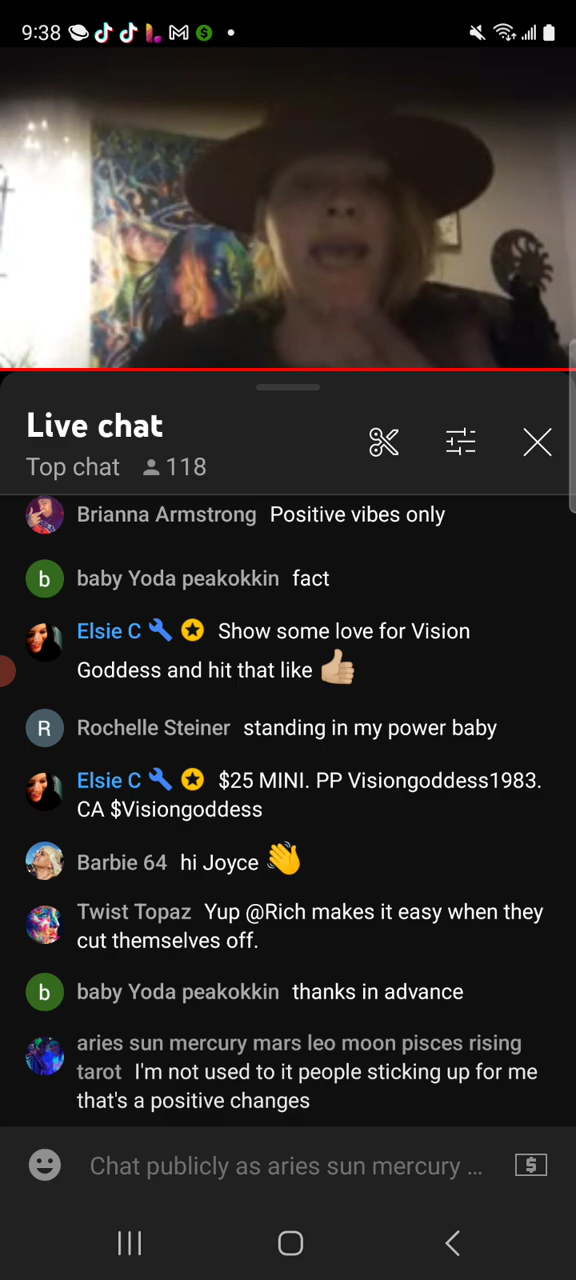 9:38
Live chat
Top chat 118
Brianna Armstrong Positive vibes only
b baby Yoda peakokkin fact
Elsie C Show some love for Vision
Goddess and hit that like 👍🏼
R Rochelle Steiner standing in my power baby
Elsie C $25 MINI. PP Visiongoddess1983.
CA $Visiongoddess
Barbie 64 hi Joyce 👋
Twist Topaz Yup @Rich makes it easy when they
cut themselves off.
b baby Yoda peakokkin thanks in advance
aries sun mercury mars leo moon pisces rising
tarot I'm not used to it people sticking up for me
that's a positive changes
Chat publicly as aries sun mercury ...